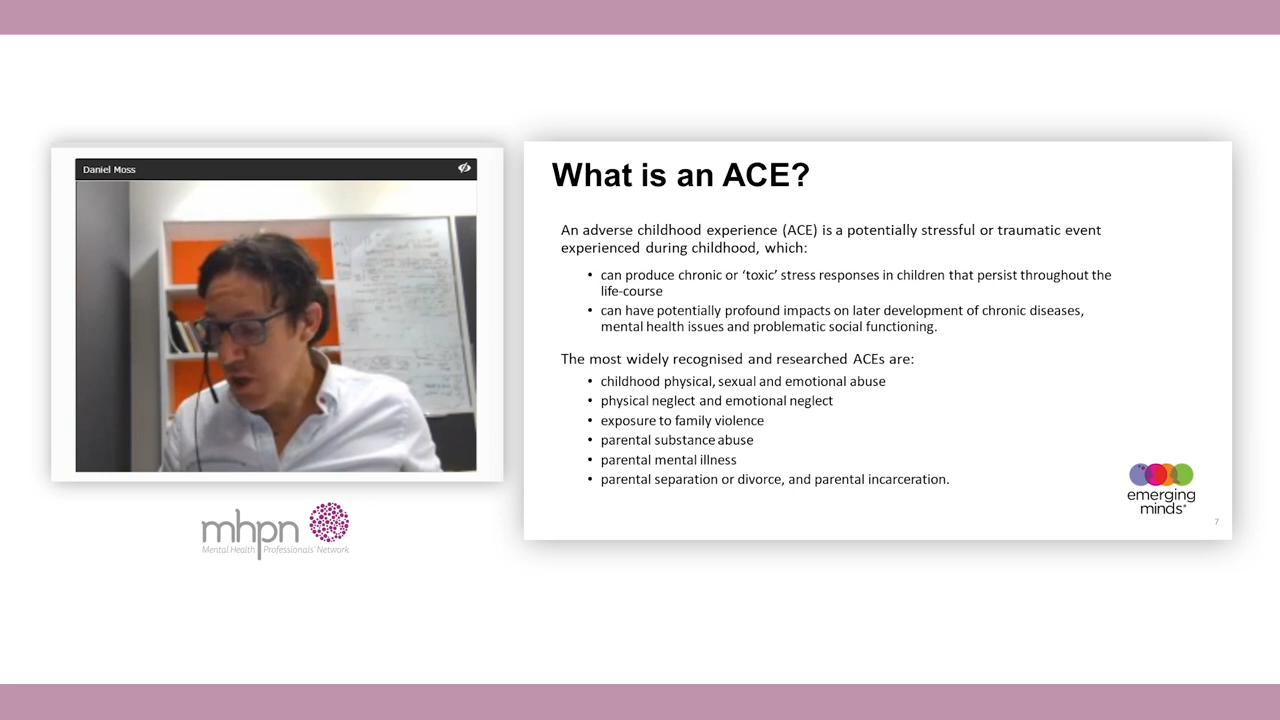 Daniel Moss
mhpn
Mental Health Professionals' Network
What is an ACE?
An adverse childhood experience (ACE) is a potentially stressful or traumatic event
experienced during childhood, which:
• can produce chronic or ‘toxic’ stress responses in children that persist throughout the
life-course
• can have potentially profound impacts on later development of chronic diseases,
mental health issues and problematic social functioning.
The most widely recognised and researched ACEs are:
• childhood physical, sexual and emotional abuse
• physical neglect and emotional neglect
• exposure to family violence
• parental substance abuse
• parental mental illness
• parental separation or divorce, and parental incarceration.
emerging
minds
7